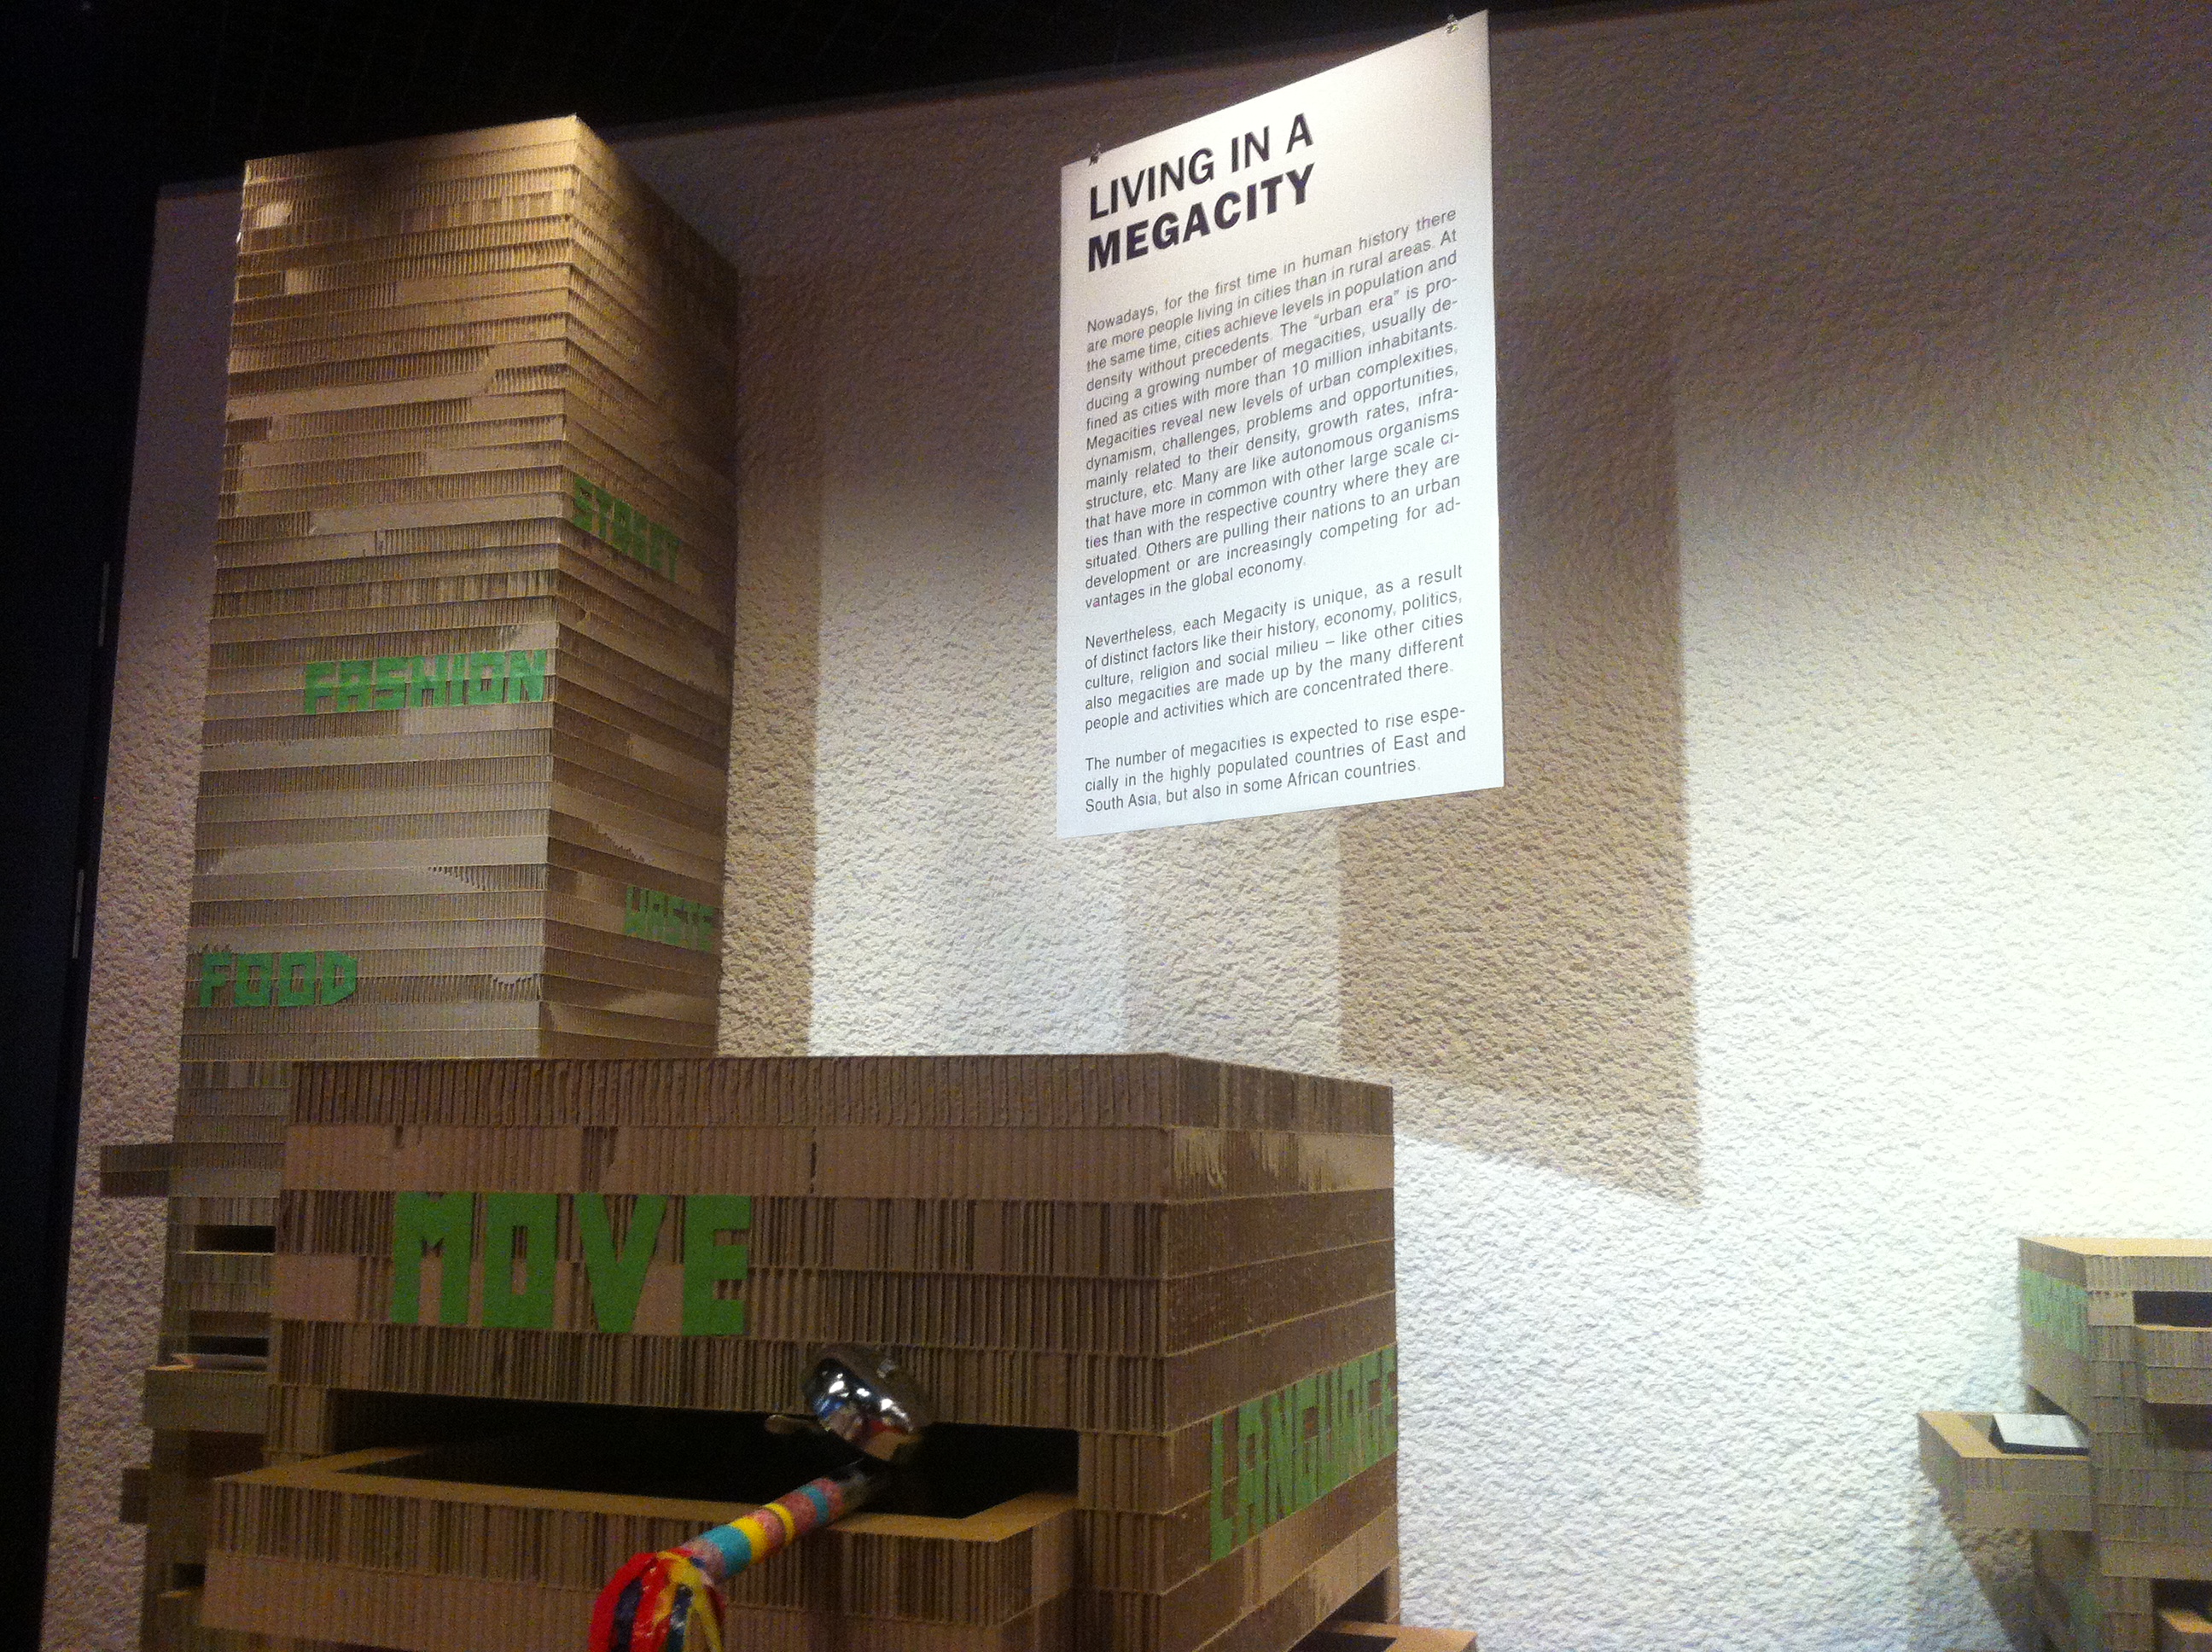 LIVING IN A
MEGACITY
Nowadays, for the first time in human history there
are more people living in cities than in rural areas. At
the same time, cities achieve levels in population and
density without precedents. The "urban era" is pro-
ducing a growing number of megacities, usually de-
fined as cities with more than 10 million inhabitants.
Megacities reveal new levels of urban complexities,
dynamism, challenges, problems and opportunities,
mainly related to their density, growth rates, infra-
structure, etc. Many are like autonomous organisms
that have more in common with other large scale ci-
ties than with the respective country where they are
situated. Others are pulling their nations to an urban
development or are increasingly competing for ad-
vantages in the global economy.
Nevertheless, each Megacity is unique, as a result
of distinct factors like their history, economy, politics,
culture, religion and social milieu – like other cities
also megacities are made up by the many different
people and activities which are concentrated there.
The number of megacities is expected to rise espe-
cially in the highly populated countries of East and
South Asia, but also in some African countries.
STREET
FASHION
WASTE
FOOD
MOVE
LANGUAGE